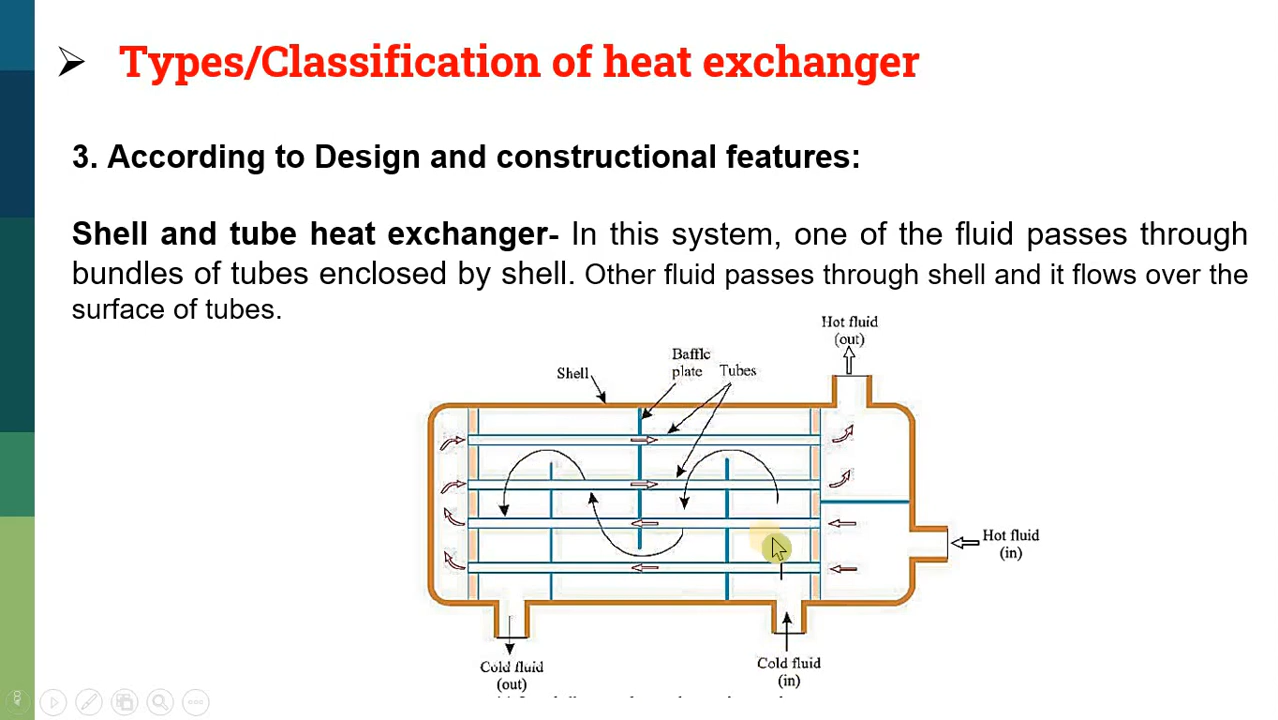 Types/Classification of heat exchanger
3. According to Design and constructional features:
Shell and tube heat exchanger- In this system, one of the fluid passes through
bundles of tubes enclosed by shell. Other fluid passes through shell and it flows over the
surface of tubes.
Hot fluid
(out)
Baffle
plate
Tubes
Shell
Hot fluid
(in)
Cold fluid
(out)
Cold fluid
(in)